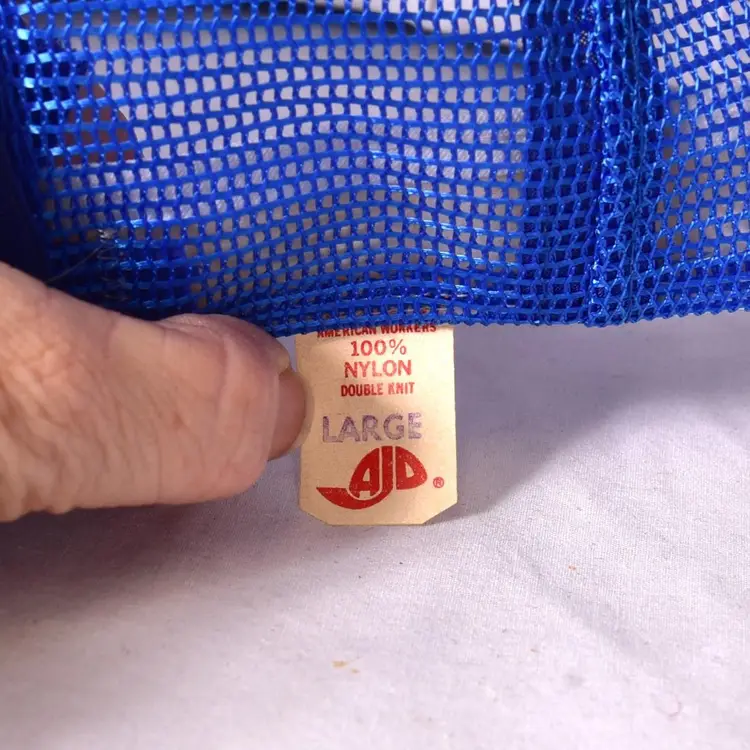 AMERICAN WORKERS
100%
NYLON
DOUBLE KNIT
LARGE
AJD
®